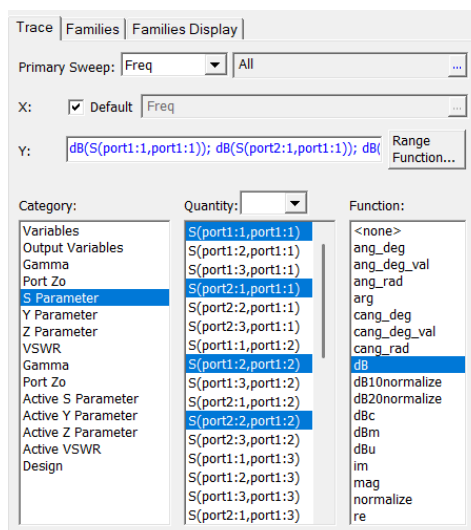 Trace Families Families Display
Primary Sweep: Freq All ...
X: Default Freq ...
Y: dB(S(port1:1,port1:1)); dB(S(port2:1,port1:1)); dB( Range
Function...
Category:
Variables
Output Variables
Gamma
Port Zo
S Parameter
Y Parameter
Z Parameter
VSWR
Gamma
Port Zo
Active S Parameter
Active Y Parameter
Active Z Parameter
Active VSWR
Design
Quantity:
S(port1:1,port1:1)
S(port1:2,port1:1)
S(port1:3,port1:1)
S(port2:1,port1:1)
S(port2:2,port1:1)
S(port2:3,port1:1)
S(port1:1,port1:2)
S(port1:2,port1:2)
S(port1:3,port1:2)
S(port2:1,port1:2)
S(port2:2,port1:2)
S(port2:3,port1:2)
S(port1:1,port1:3)
S(port1:2,port1:3)
S(port1:3,port1:3)
S(port2:1,port1:3)
Function:
<none>
ang_deg
ang_deg_val
ang_rad
arg
cang_deg
cang_deg_val
cang_rad
dB
dB10normalize
dB20normalize
dBc
dBm
dBu
im
mag
normalize
re